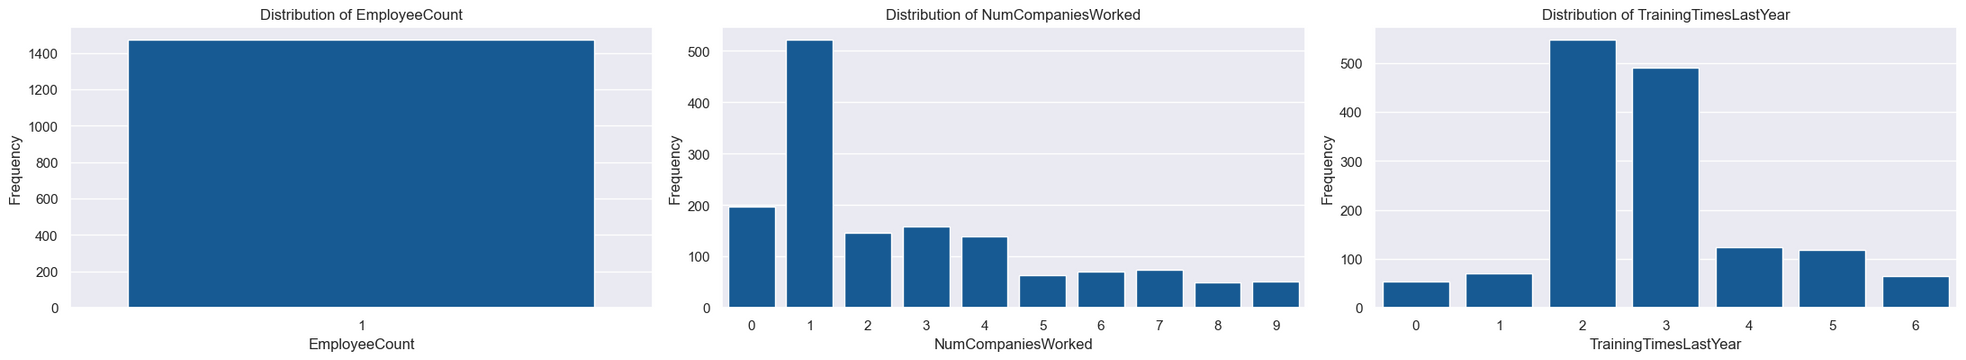 Distribution of EmployeeCount
1400
1200
1000
800
600
400
200
0
Frequency
1
EmployeeCount
Distribution of NumCompaniesWorked
500
400
300
200
100
0
Frequency
0 1 2 3 4 5 6 7 8 9
NumCompaniesWorked
Distribution of TrainingTimesLastYear
500
400
300
200
100
0
Frequency
0 1 2 3 4 5 6
TrainingTimesLastYear